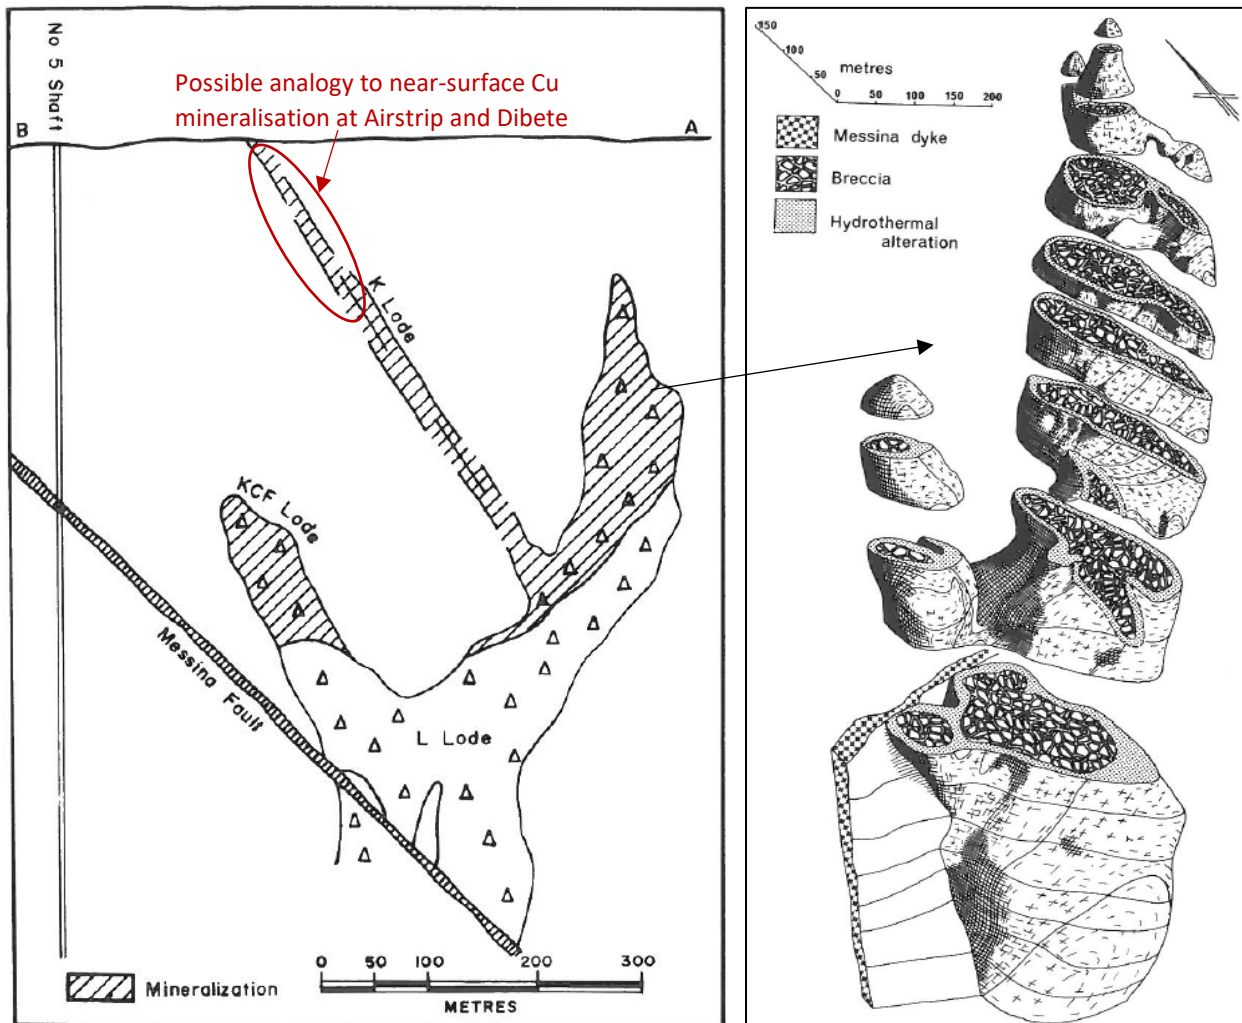 No 5 Shaft
B
A
Possible analogy to near-surface Cu
mineralisation at Airstrip and Dibete
K Lode
KCF Lode
Messina Fault
L Lode
Mineralization
0 50 100 200 300
METRES
150
100
50
metres
0 50 100 200
Messina dyke
Breccia
Hydrothermal
alteration